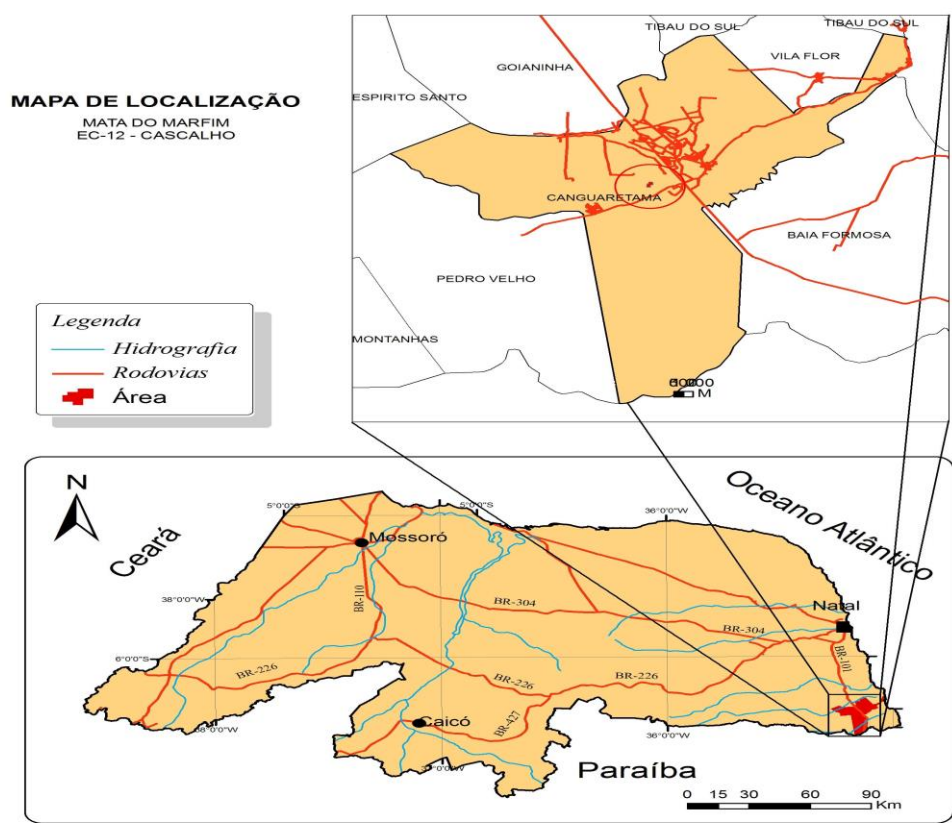 MAPA DE LOCALIZAÇÃO
MATA DO MARFIM
EC-12 - CASCALHO
TIBAU DO SUL
TIBAU DO SUL
VILA FLOR
GOIANINHA
ESPIRITO SANTO
CANGUARETAMA
BAIA FORMOSA
PEDRO VELHO
MONTANHAS
M
Legenda
Hidrografia
Rodovias
Área
N
Ceará
Oceano Atlântico
5°0'0"S
5°0'0"S
36°0'0"W
Mossoró
38°0'0"W
BR-110
BR-304
Natal
BR-304
BR-101
6°0'0"S
BR-226
BR-226
BR-226
BR-427
Caicó
38°0'0"W
36°0'0"W
Paraíba
0 15 30 60 90
Km